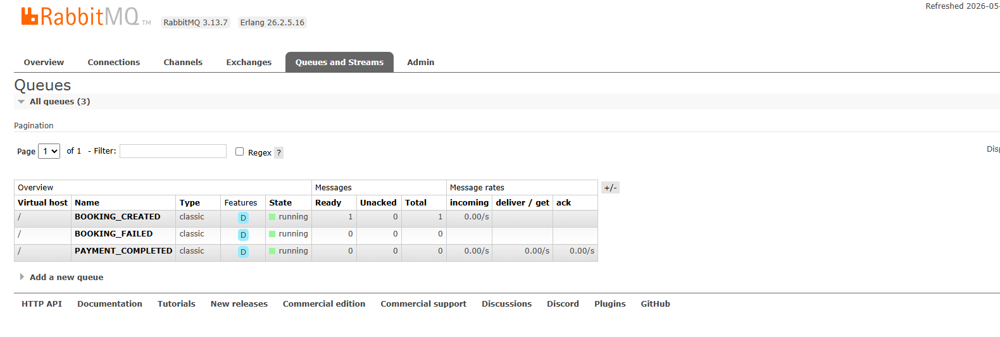 Refreshed 2026-05-
RabbitMQ TM RabbitMQ 3.13.7 Erlang 26.2.5.16
Overview Connections Channels Exchanges Queues and Streams Admin
Queues
All queues (3)
Pagination
Page 1 of 1 - Filter: Regex ?
Overview Messages Message rates +/-
Virtual host Name Type Features State Ready Unacked Total incoming deliver / get ack
/ BOOKING_CREATED classic D running 1 0 1 0.00/s
/ BOOKING_FAILED classic D running 0 0 0
/ PAYMENT_COMPLETED classic D running 0 0 0 0.00/s 0.00/s 0.00/s
Add a new queue
HTTP API Documentation Tutorials New releases Commercial edition Commercial support Discussions Discord Plugins GitHub